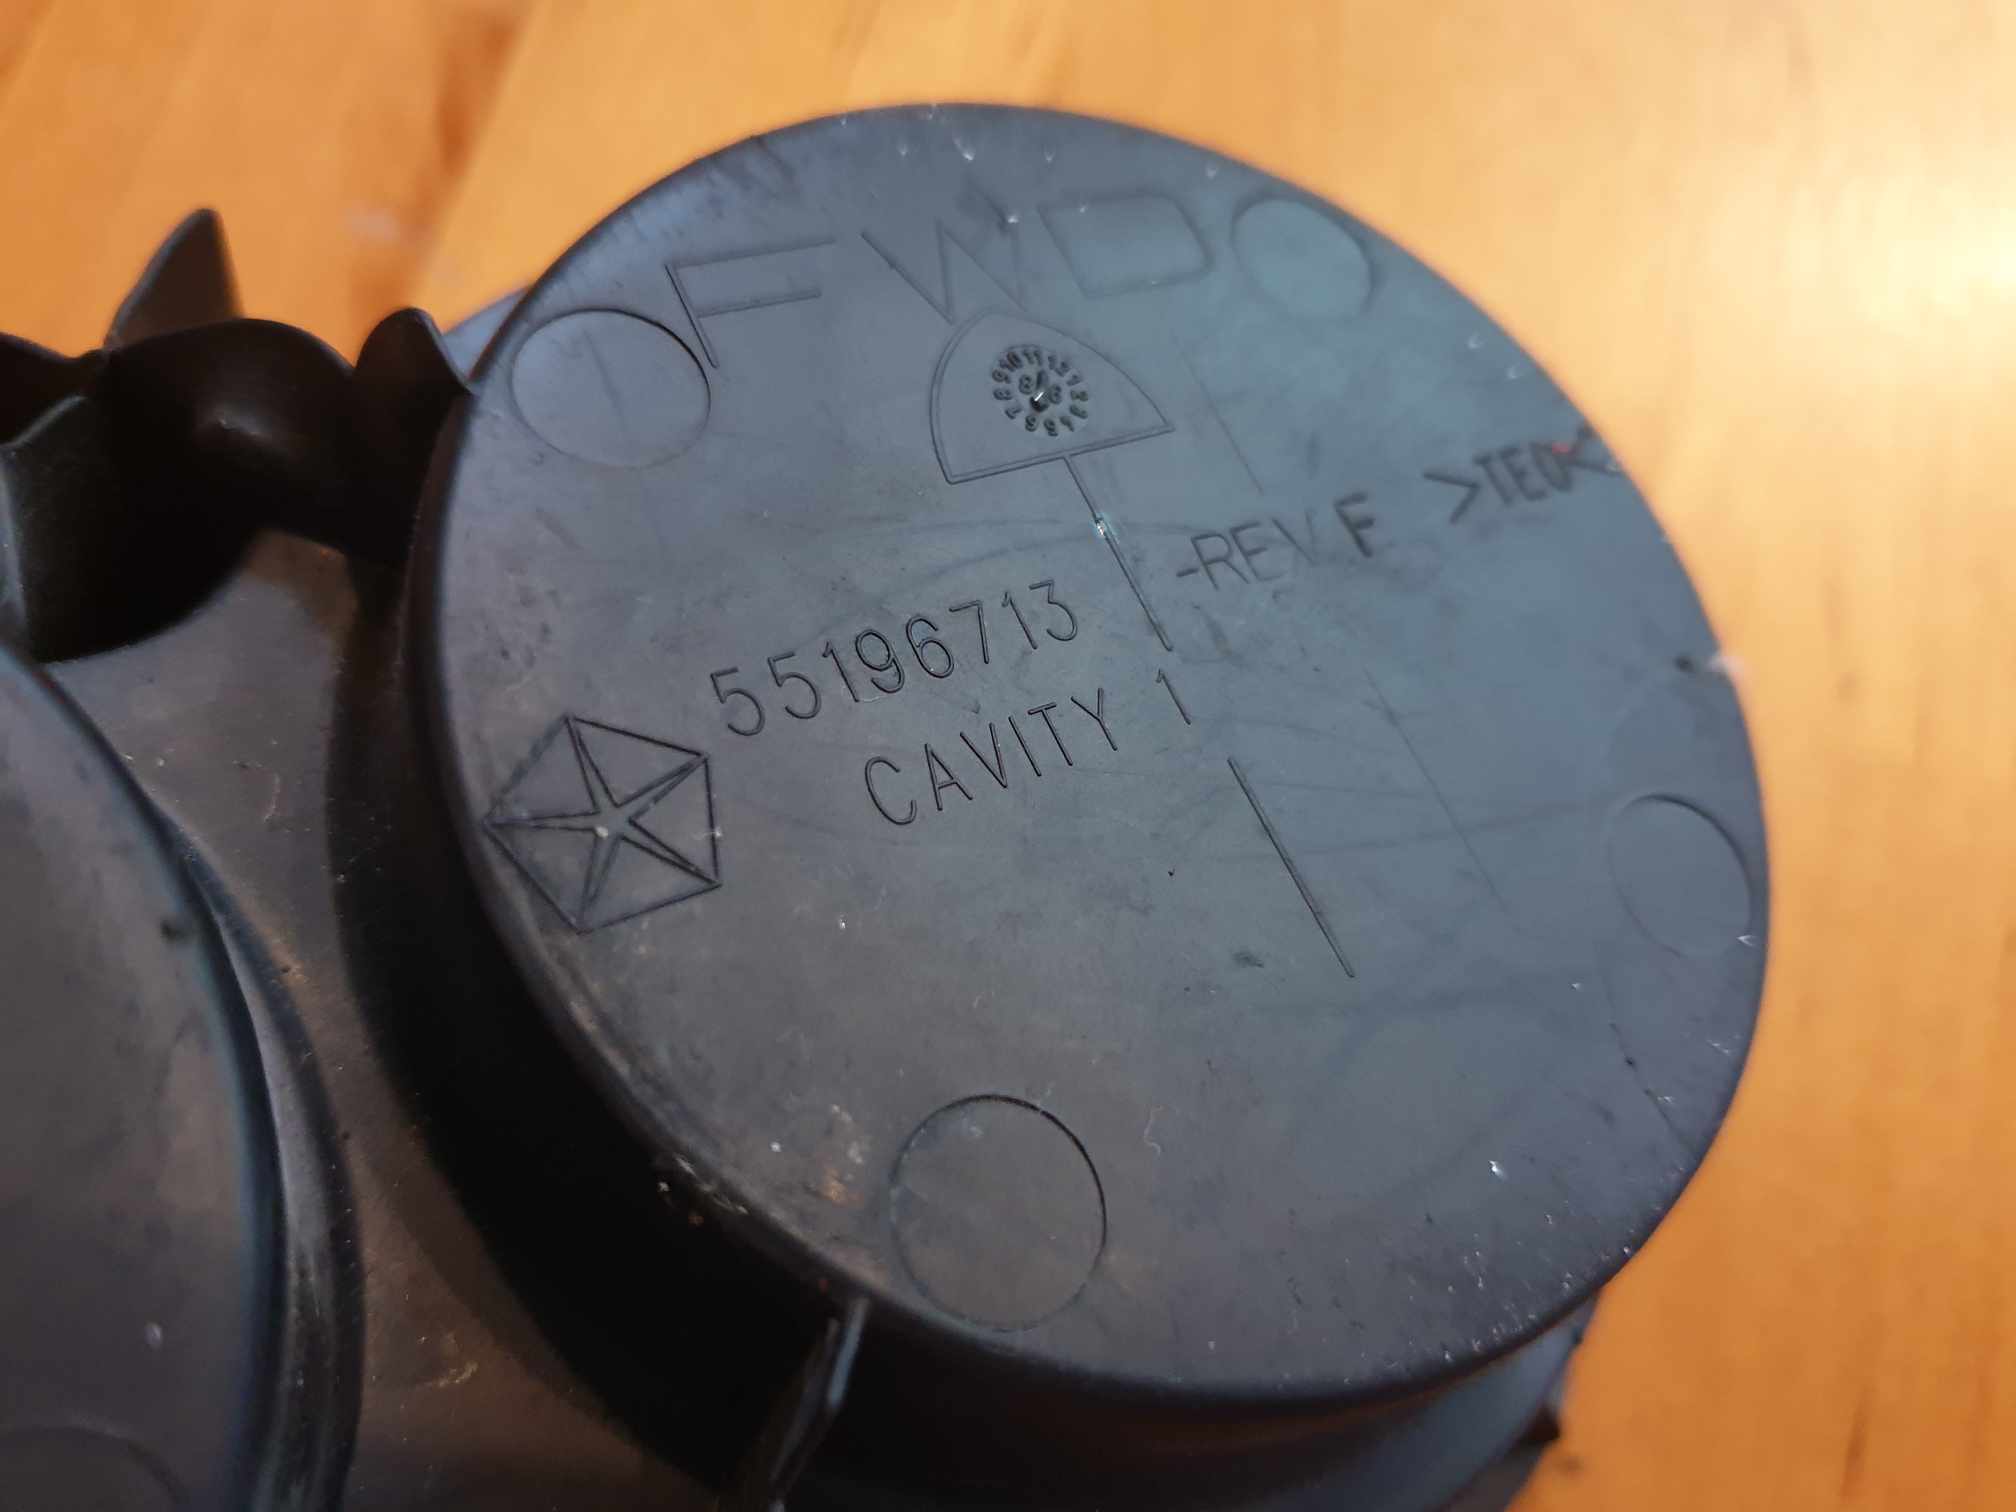 FWD
55196713 -REV. F >TEO<
CAVITY 1